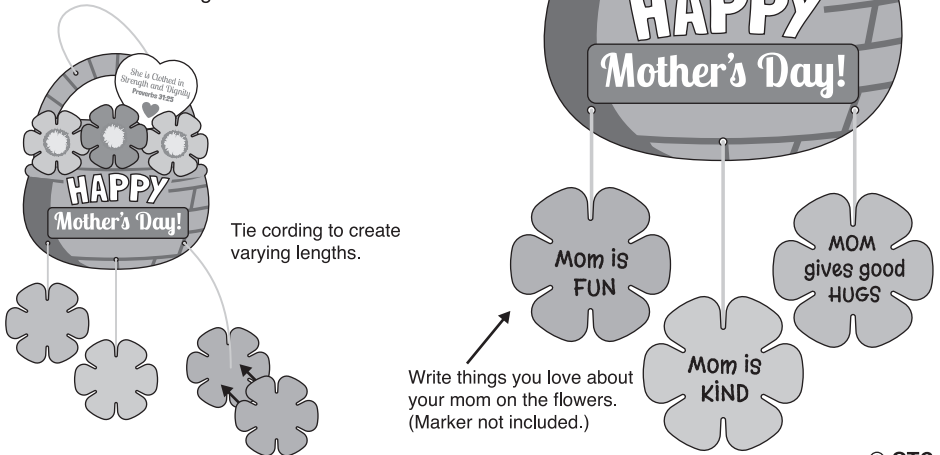 She is Clothed in
Strength and Dignity
Proverbs 31:25
HAPPY
Mother's Day!
Tie cording to create
varying lengths.
HAPPY
Mother's Day!
Mom is
FUN
MOM
gives good
HUGS
Mom is
KiND
Write things you love about
your mom on the flowers.
(Marker not included.)